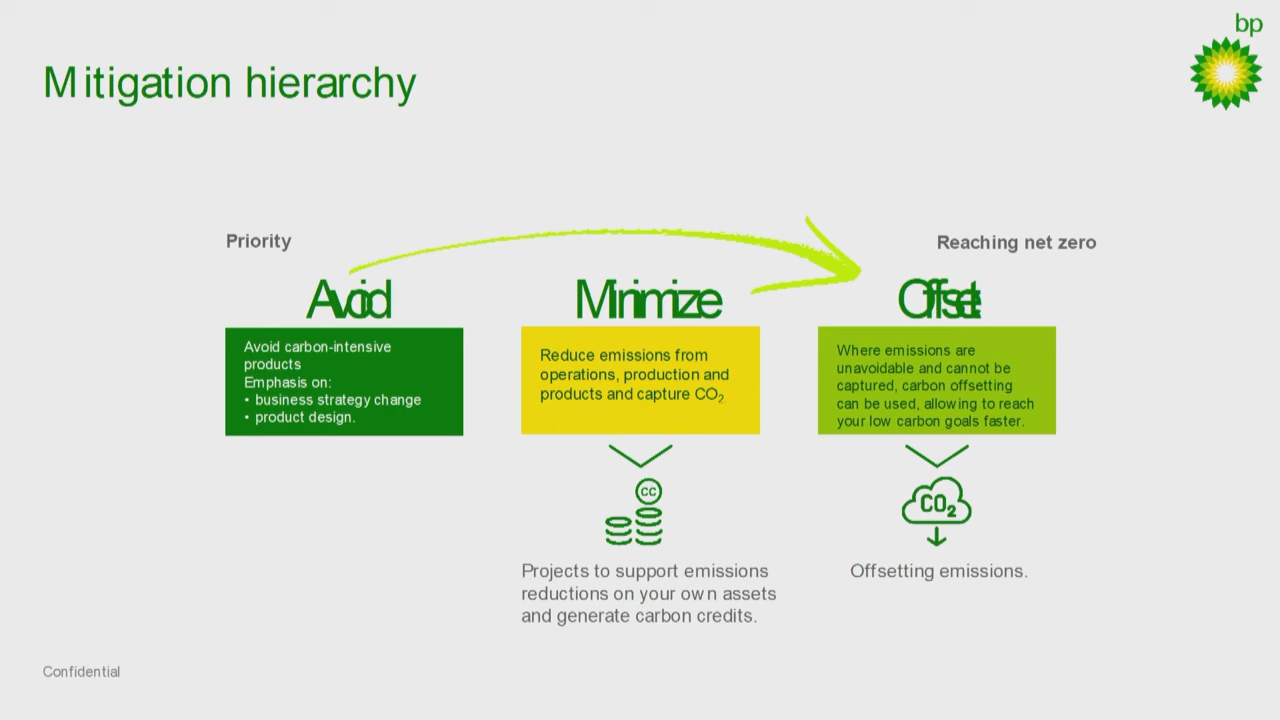 bp
Mitigation hierarchy
Priority
Reaching net zero
Avoid
Avoid carbon-intensive
products
Emphasis on:
• business strategy change
• product design.
Minimize
Reduce emissions from
operations, production and
products and capture CO₂
CC
Projects to support emissions
reductions on your own assets
and generate carbon credits.
Offset
Where emissions are
unavoidable and cannot be
captured, carbon offsetting
can be used, allowing to reach
your low carbon goals faster.
CO₂
Offsetting emissions.
Confidential